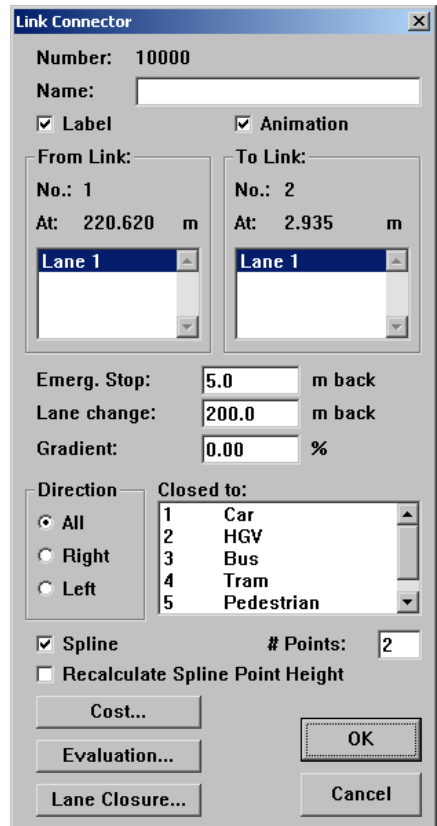 Link Connector
Number: 10000
Name:
Label
Animation
From Link:
No.: 1
At: 220.620 m
Lane 1
To Link:
No.: 2
At: 2.935 m
Lane 1
Emerg. Stop: 5.0 m back
Lane change: 200.0 m back
Gradient: 0.00 %
Direction
All
Right
Left
Closed to:
1 Car
2 HGV
3 Bus
4 Tram
5 Pedestrian
Spline
# Points: 2
Recalculate Spline Point Height
Cost...
Evaluation...
Lane Closure...
OK
Cancel